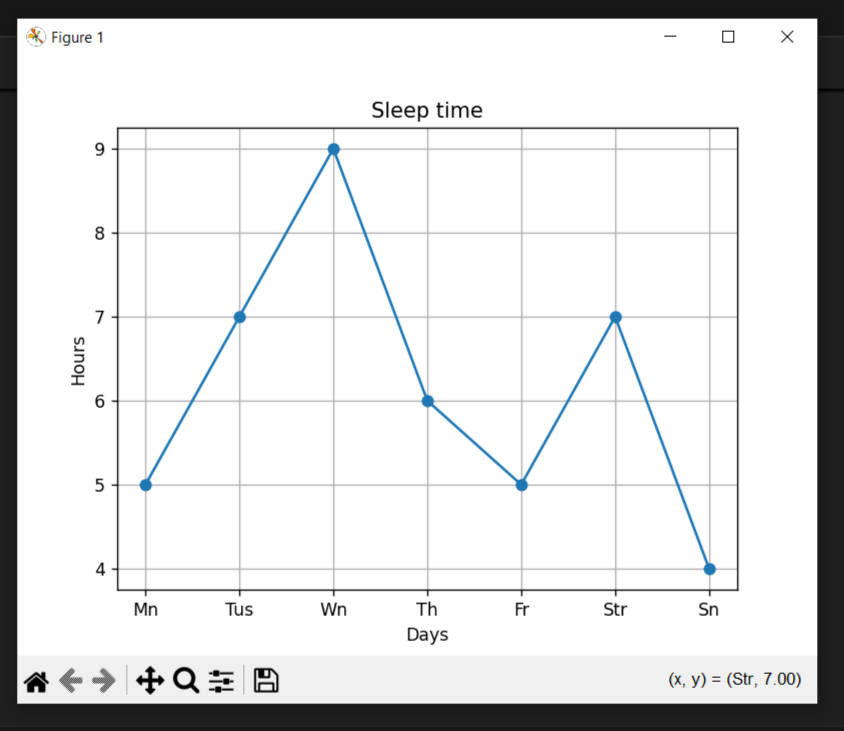 Figure 1
Sleep time
9
8
7
6
5
4
Hours
Mn Tus Wn Th Fr Str Sn
Days
(x, y) = (Str, 7.00)